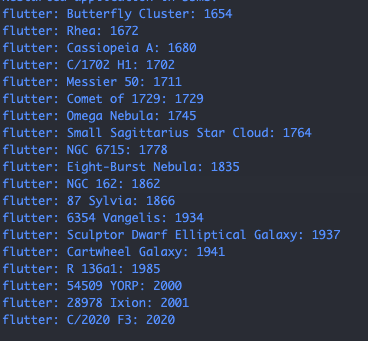 flutter: Butterfly Cluster: 1654
flutter: Rhea: 1672
flutter: Cassiopeia A: 1680
flutter: C/1702 H1: 1702
flutter: Messier 50: 1711
flutter: Comet of 1729: 1729
flutter: Omega Nebula: 1745
flutter: Small Sagittarius Star Cloud: 1764
flutter: NGC 6715: 1778
flutter: Eight-Burst Nebula: 1835
flutter: NGC 162: 1862
flutter: 87 Sylvia: 1866
flutter: 6354 Vangelis: 1934
flutter: Sculptor Dwarf Elliptical Galaxy: 1937
flutter: Cartwheel Galaxy: 1941
flutter: R 136a1: 1985
flutter: 54509 YORP: 2000
flutter: 28978 Ixion: 2001
flutter: C/2020 F3: 2020